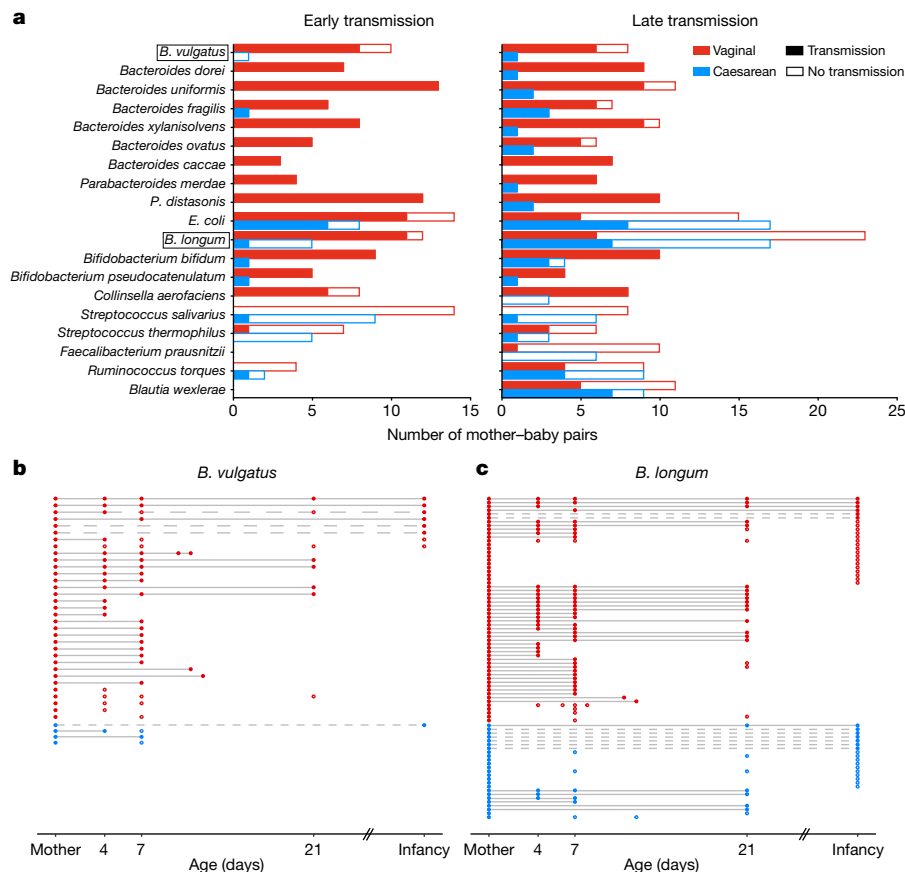 a
Early transmission
Late transmission
Vaginal
Transmission
Caesarean
No transmission
B. vulgatus
Bacteroides dorei
Bacteroides uniformis
Bacteroides fragilis
Bacteroides xylanisolvens
Bacteroides ovatus
Bacteroides caccae
Parabacteroides merdae
P. distasonis
E. coli
B. longum
Bifidobacterium bifidum
Bifidobacterium pseudocatenulatum
Collinsella aerofaciens
Streptococcus salivarius
Streptococcus thermophilus
Faecalibacterium prausnitzii
Ruminococcus torques
Blautia wexlerae
0 5 10 15
0 5 10 15 20 25
Number of mother–baby pairs
b
B. vulgatus
c
B. longum
Mother 4 7 21 Infancy
Age (days)
Mother 4 7 21 Infancy
Age (days)